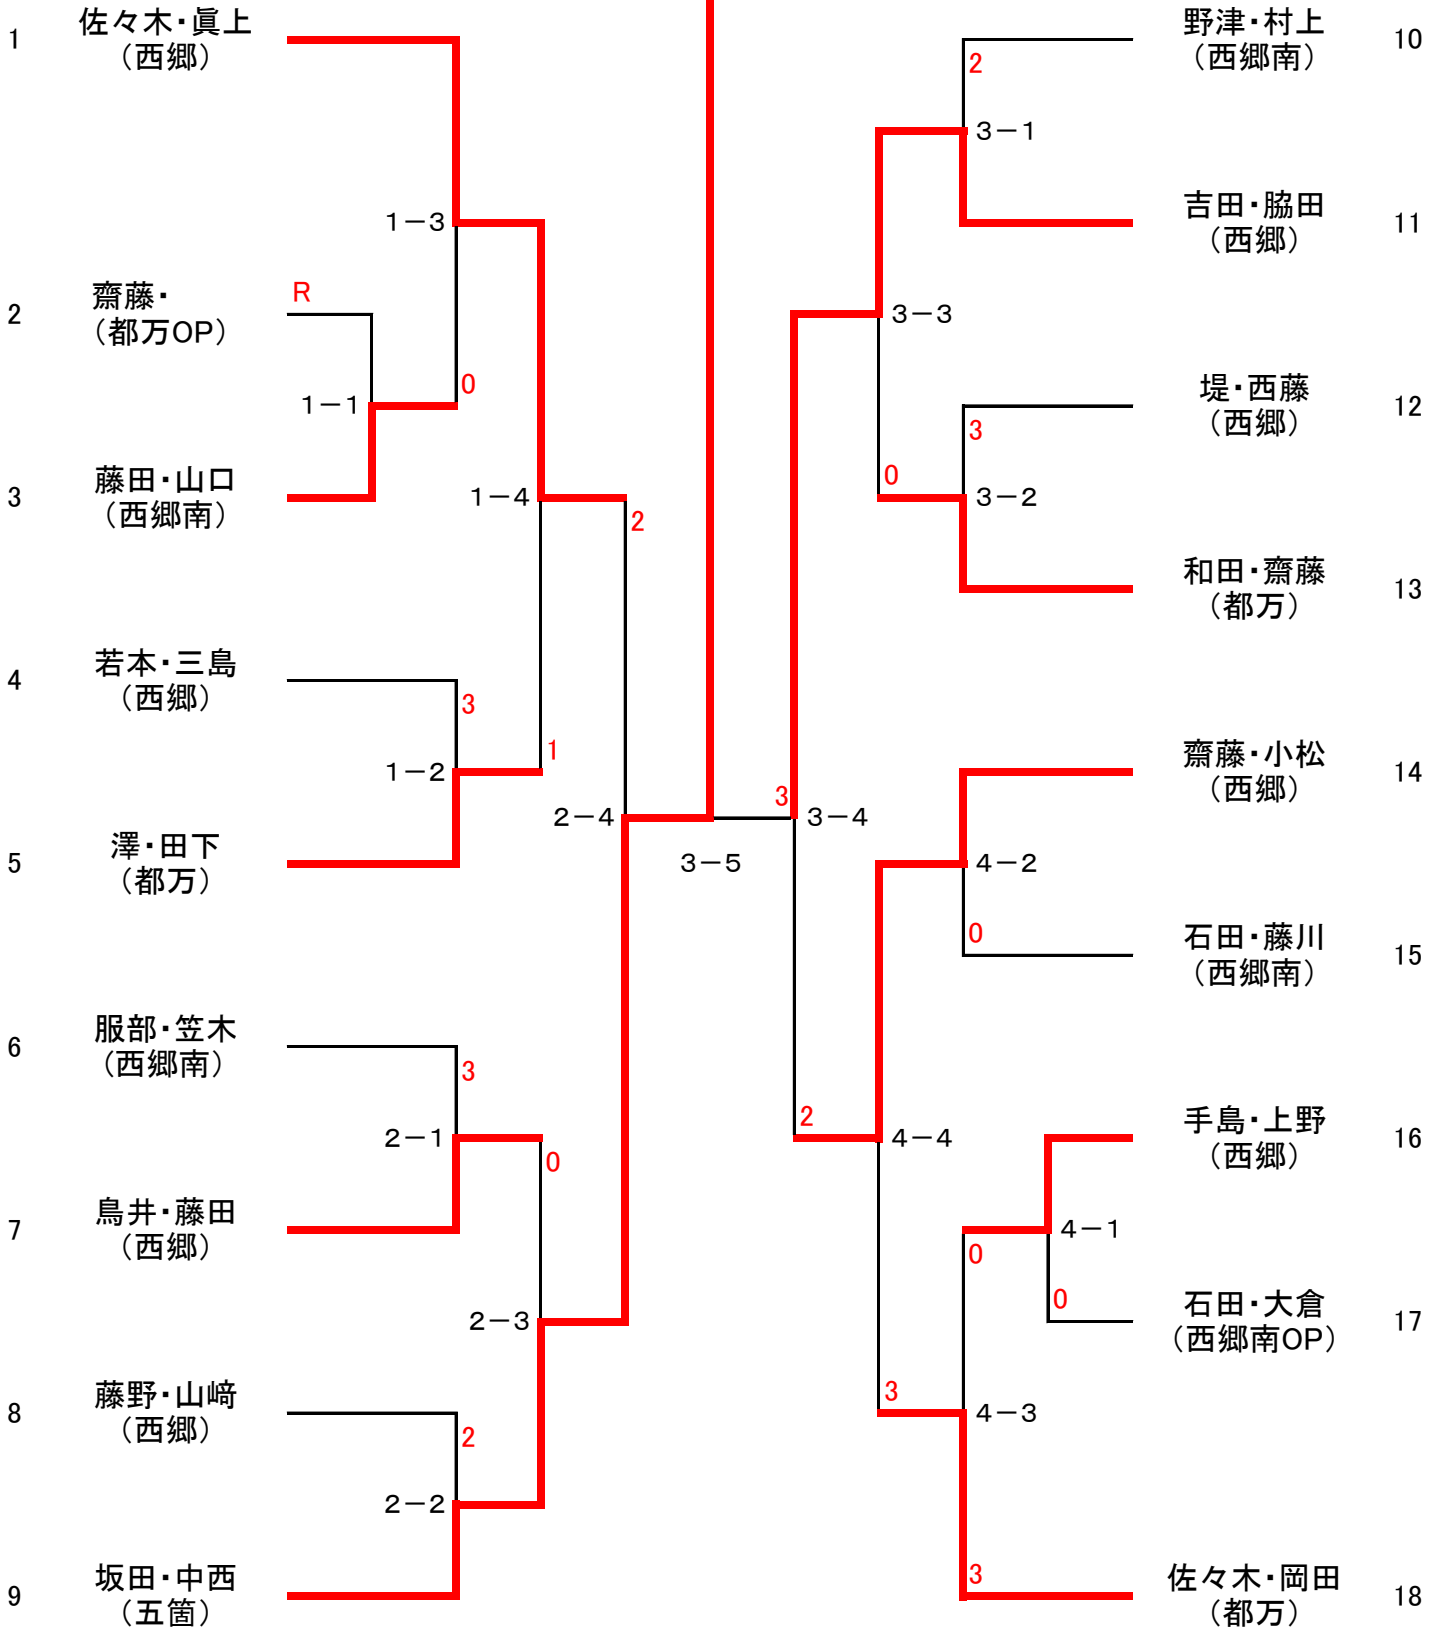 1 佐々木・眞上
（西郷）
1－3
2 齋藤・
（都万OP）
R
1－1
0
3 藤田・山口
（西郷南）
1－4
2
4 若本・三島
（西郷）
3
1－2
1
5 澤・田下
（都万）
2－4
6 服部・笠木
（西郷南）
3
2－1
0
7 鳥井・藤田
（西郷）
2－3
8 藤野・山﨑
（西郷）
2
2－2
9 坂田・中西
（五箇）
3－5
野津・村上 10
（西郷南）
2
3－1
吉田・脇田 11
（西郷）
3－3
堤・西藤 12
（西郷）
3
0
3－2
和田・齋藤 13
（都万）
3
3－4
齋藤・小松 14
（西郷）
4－2
0
石田・藤川 15
（西郷南）
2
4－4
手島・上野 16
（西郷）
4－1
0
0
石田・大倉 17
（西郷南OP）
3
4－3
3
佐々木・岡田 18
（都万）